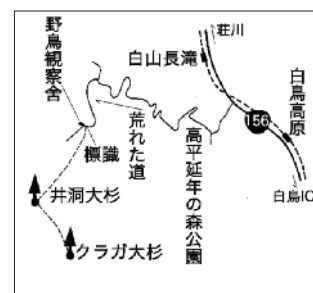 荘川
白山長滝
白鳥高原
156
白鳥IC
高平延年の森公園
荒れた道
野鳥観察舎
標識
井洞大杉
クラガ大杉